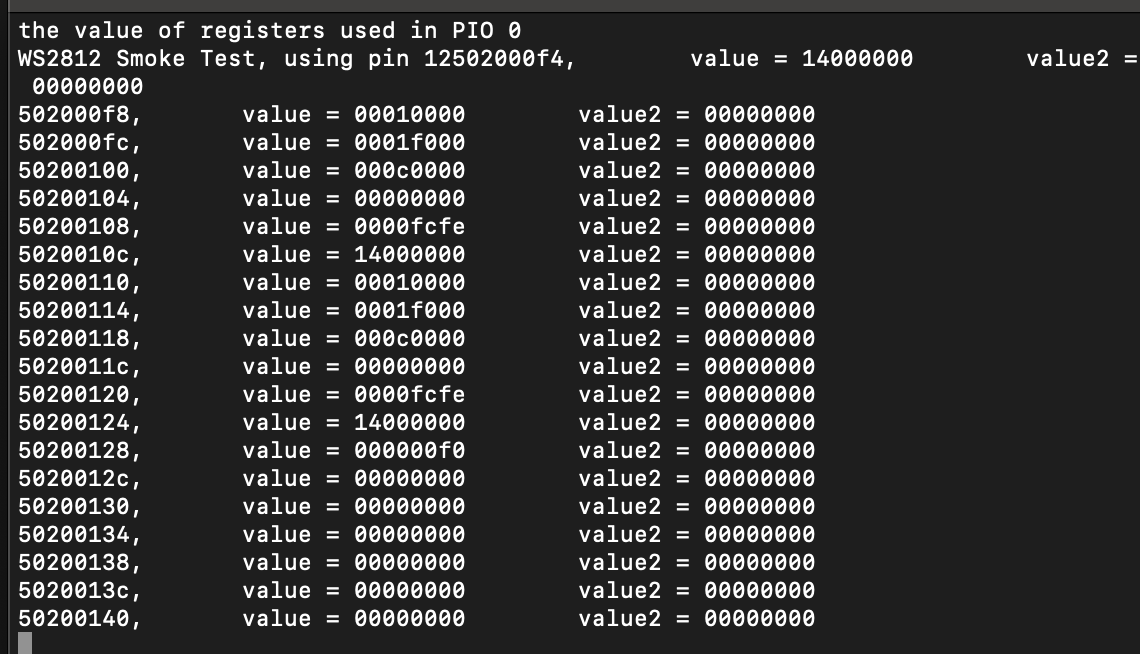 the value of registers used in PIO 0
WS2812 Smoke Test, using pin 12502000f4,        value = 14000000        value2 =
 00000000
502000f8,       value = 00010000        value2 = 00000000
502000fc,       value = 0001f000        value2 = 00000000
50200100,       value = 000c0000        value2 = 00000000
50200104,       value = 00000000        value2 = 00000000
50200108,       value = 0000fcfe        value2 = 00000000
5020010c,       value = 14000000        value2 = 00000000
50200110,       value = 00010000        value2 = 00000000
50200114,       value = 0001f000        value2 = 00000000
50200118,       value = 000c0000        value2 = 00000000
5020011c,       value = 00000000        value2 = 00000000
50200120,       value = 0000fcfe        value2 = 00000000
50200124,       value = 14000000        value2 = 00000000
50200128,       value = 000000f0        value2 = 00000000
5020012c,       value = 00000000        value2 = 00000000
50200130,       value = 00000000        value2 = 00000000
50200134,       value = 00000000        value2 = 00000000
50200138,       value = 00000000        value2 = 00000000
5020013c,       value = 00000000        value2 = 00000000
50200140,       value = 00000000        value2 = 00000000